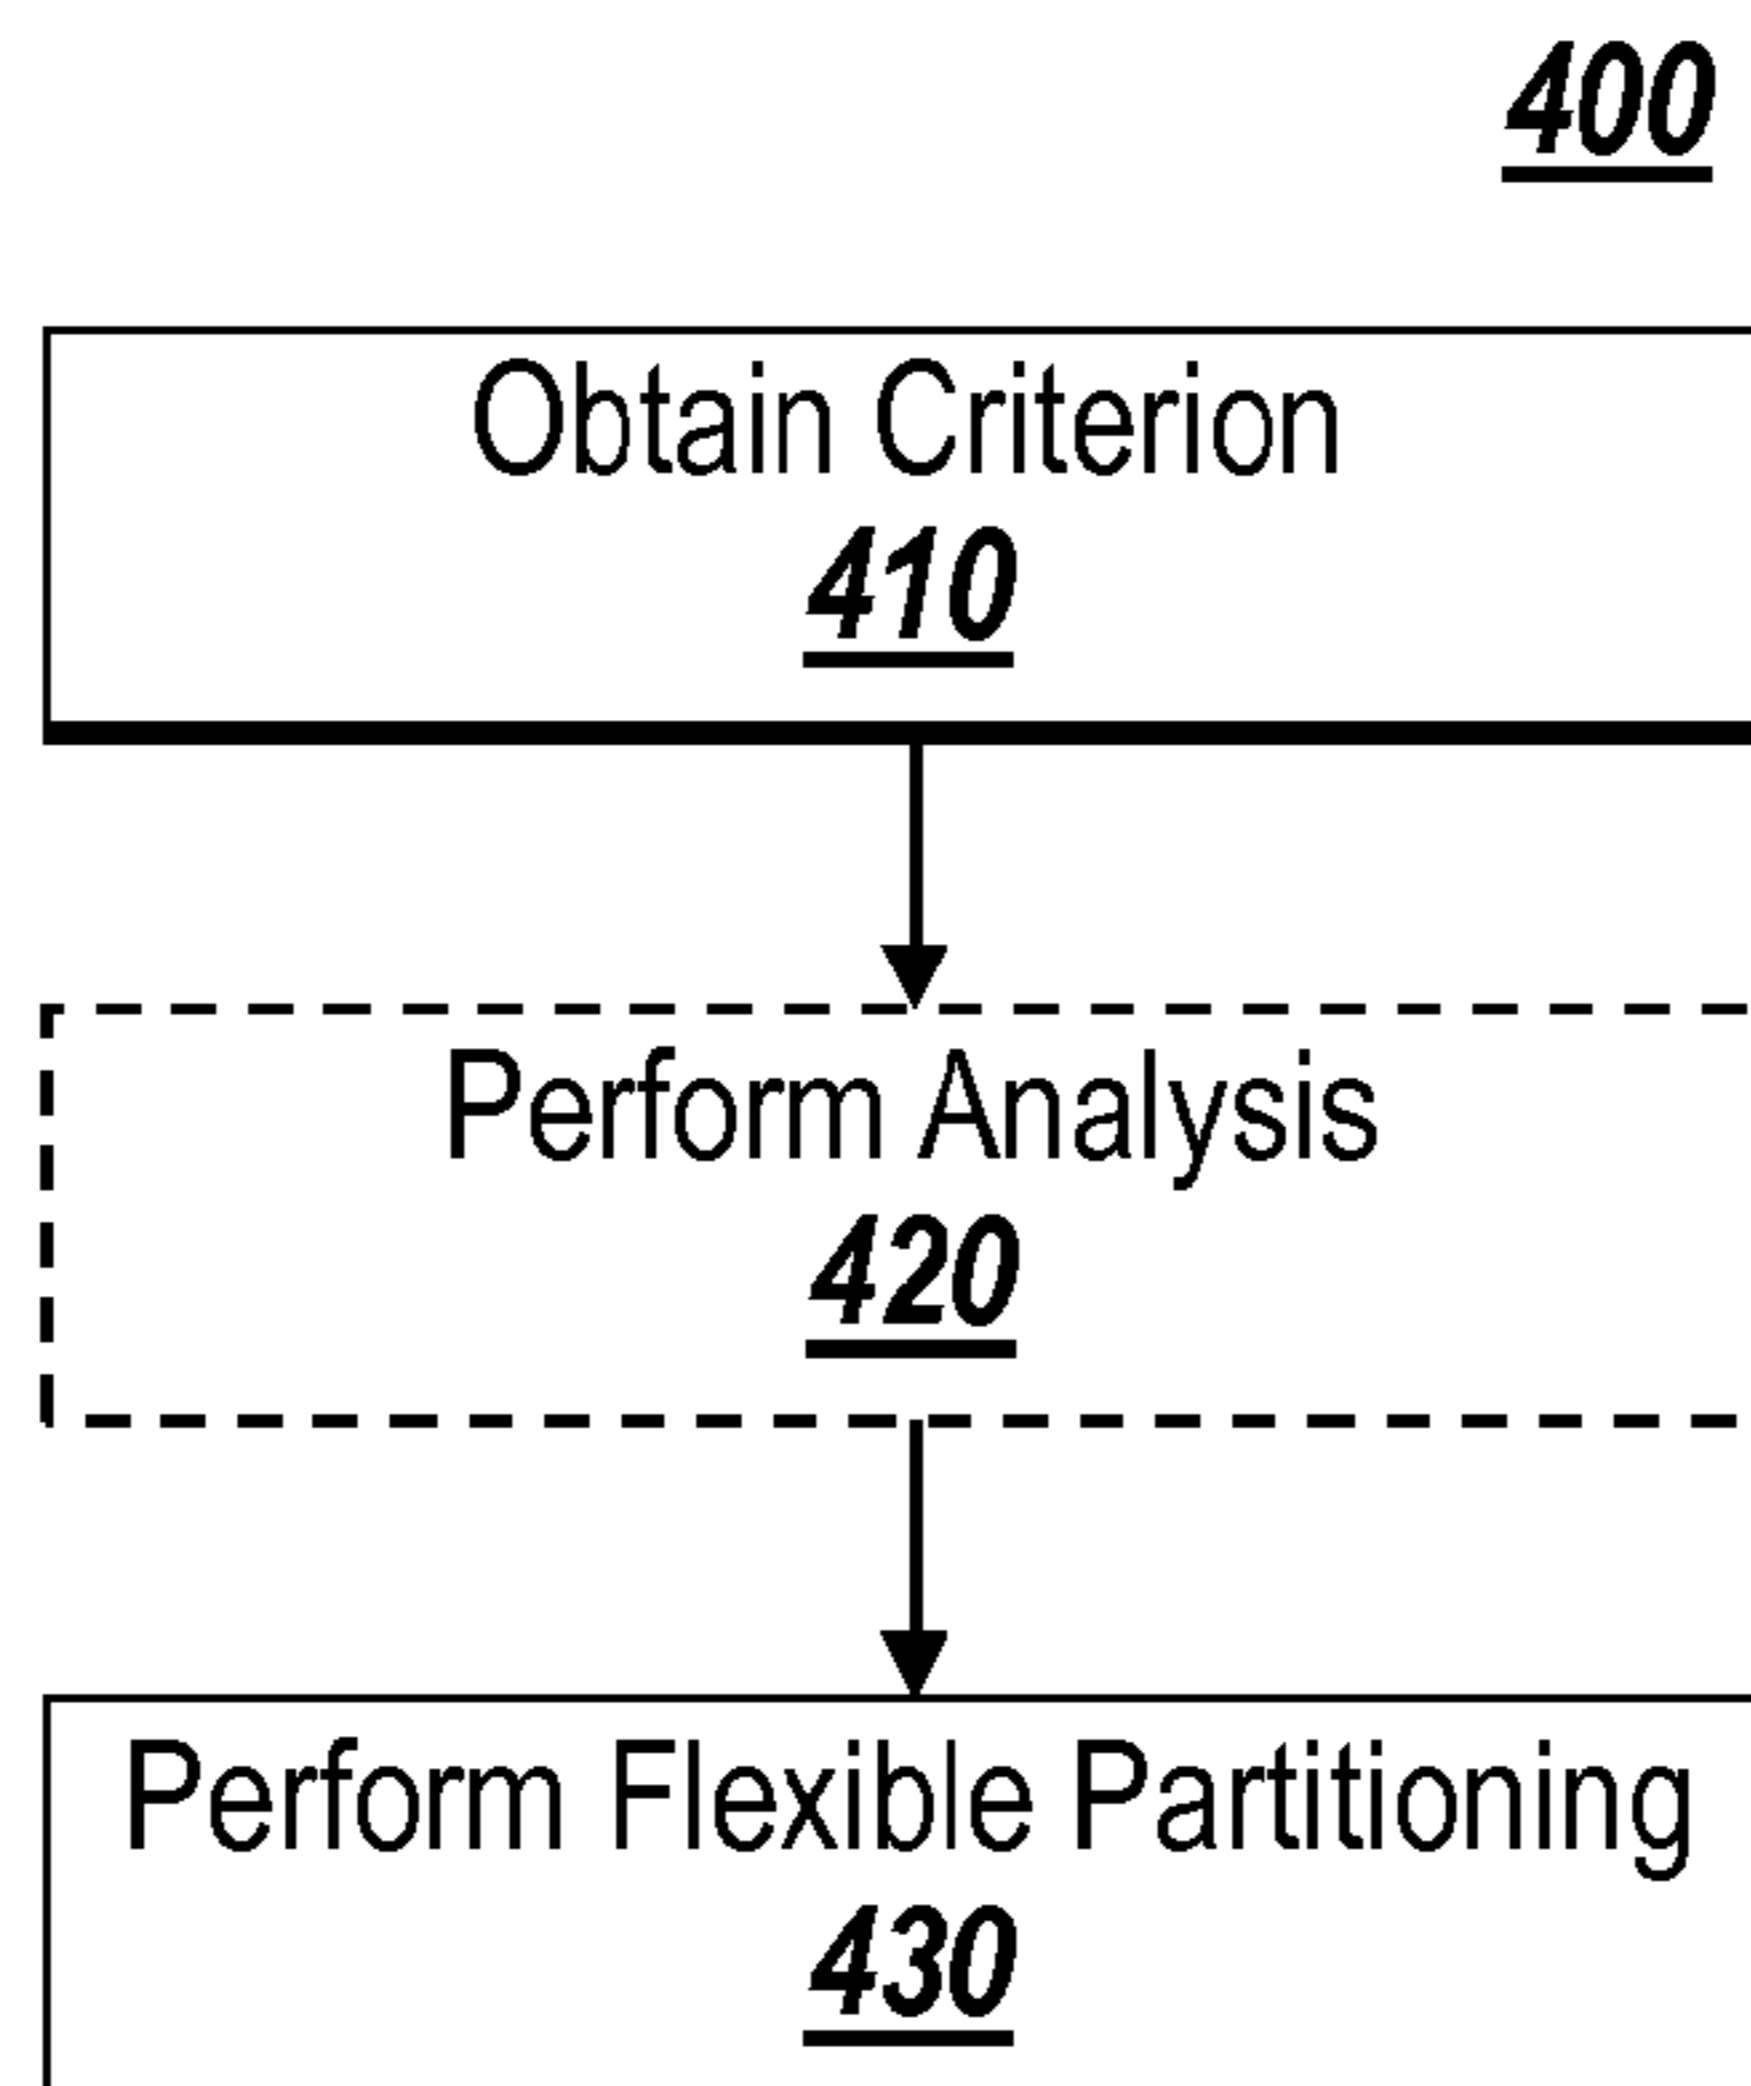 400
Obtain Criterion
410
Perform Analysis
420
Perform Flexible Partitioning
430